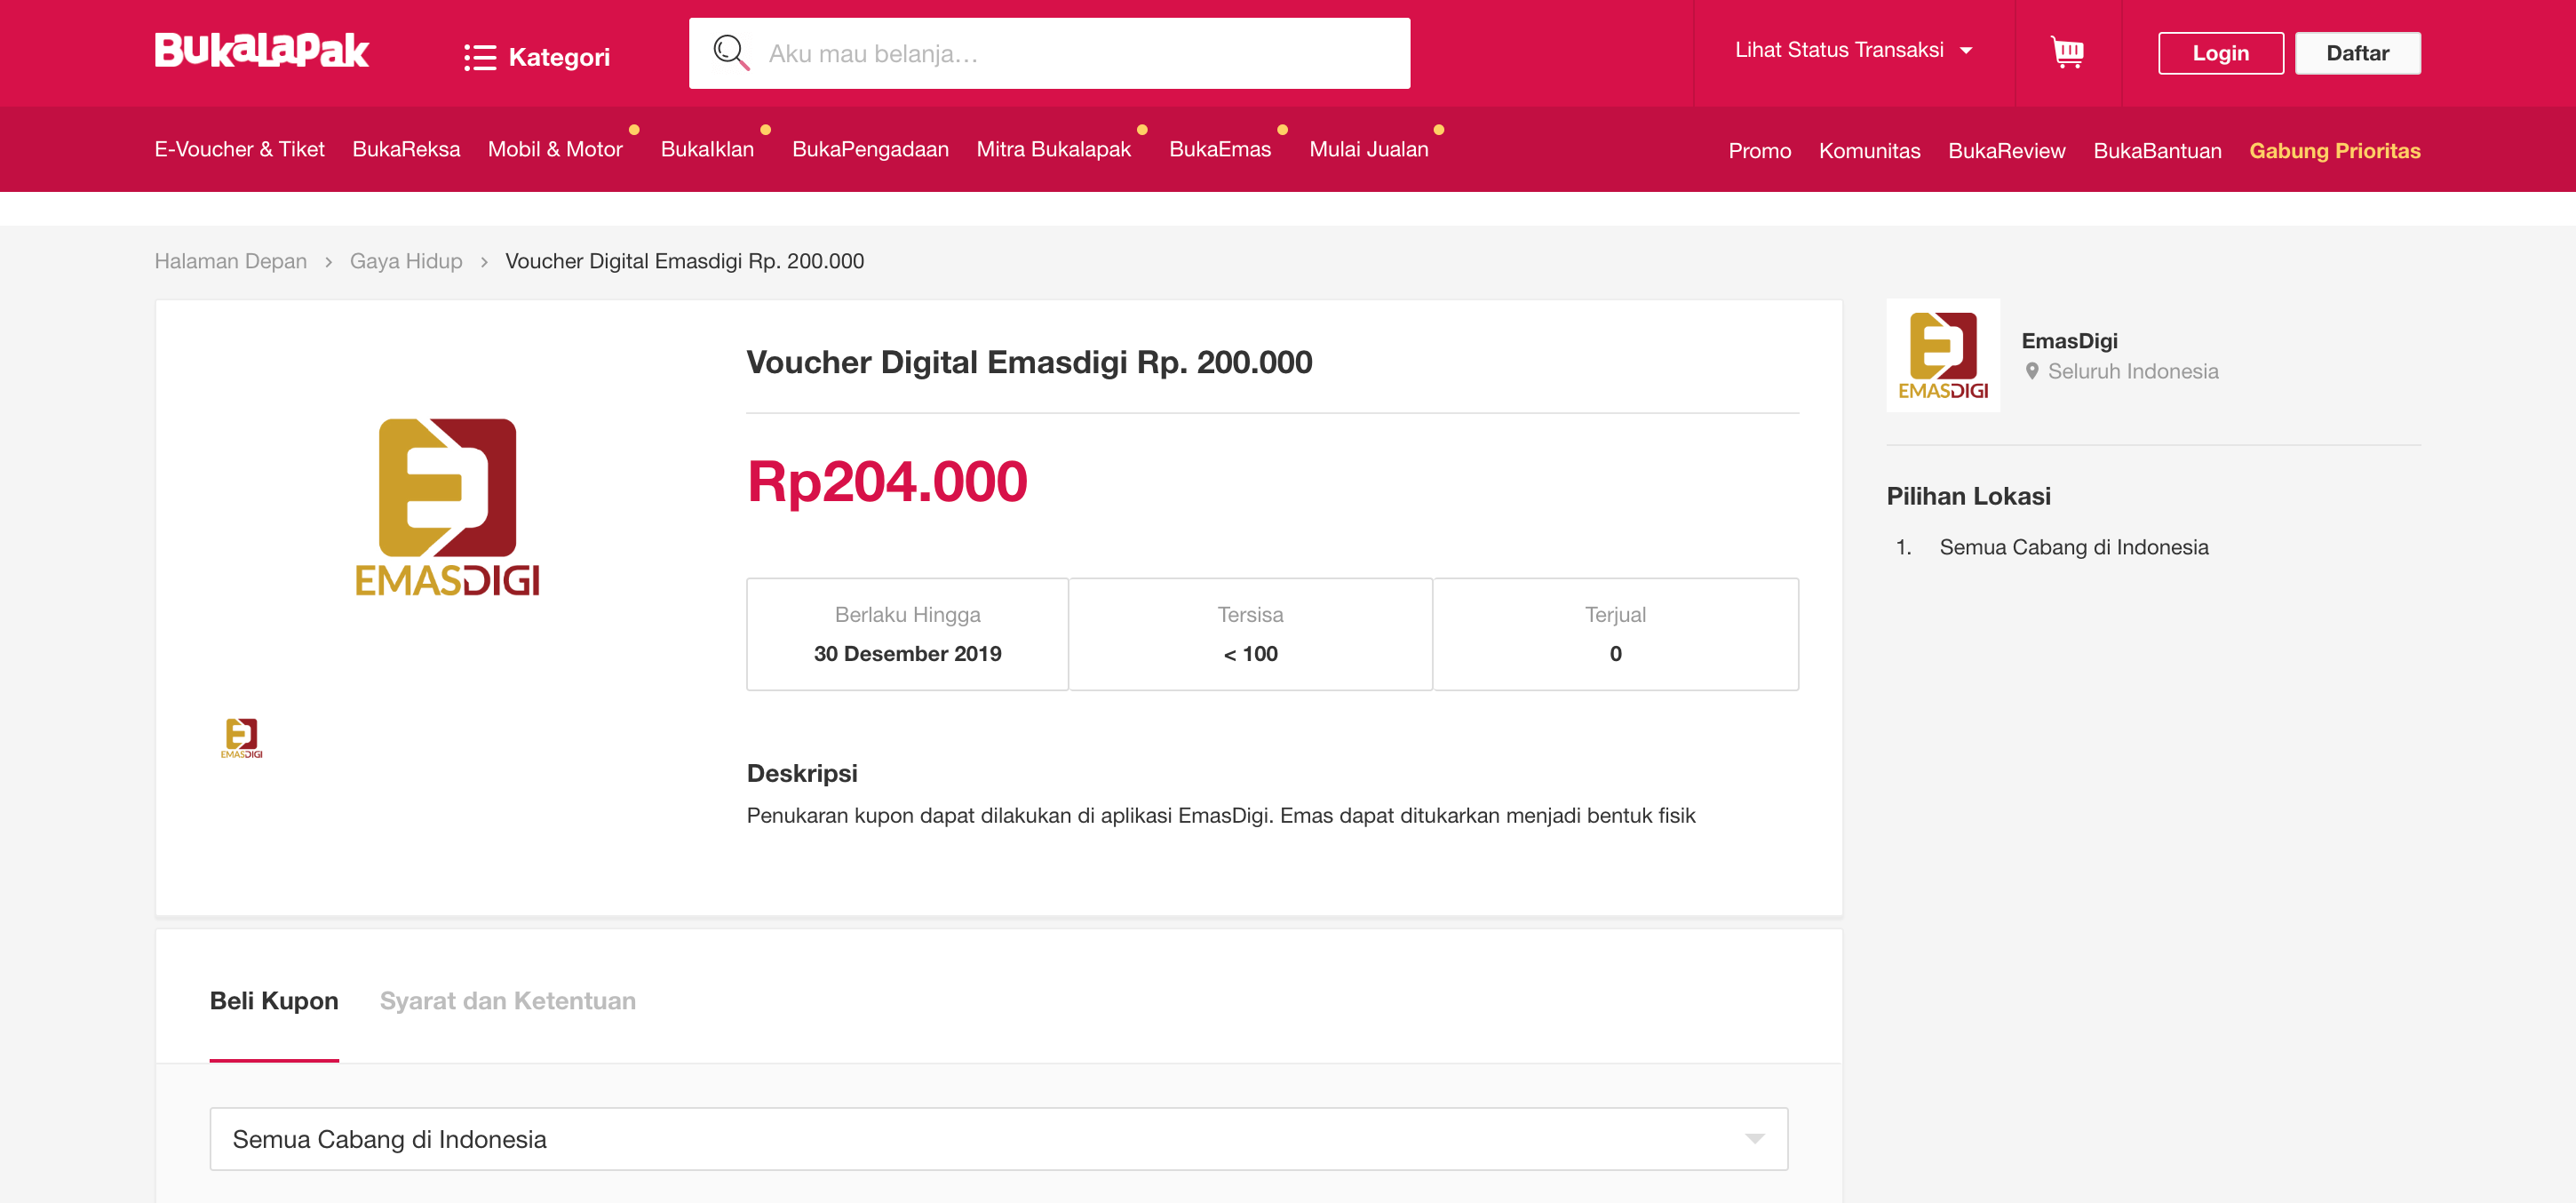 BukaLapak
Kategori
Aku mau belanja...
Lihat Status Transaksi
Login
Daftar
E-Voucher & Tiket BukaReksa Mobil & Motor BukaIklan BukaPengadaan Mitra Bukalapak BukaEmas Mulai Jualan
Promo Komunitas BukaReview BukaBantuan Gabung Prioritas
Halaman Depan > Gaya Hidup > Voucher Digital Emasdigi Rp. 200.000
EMASDIGI
EMASDIGI
Voucher Digital Emasdigi Rp. 200.000
Rp204.000
Berlaku Hingga
30 Desember 2019
Tersisa
< 100
Terjual
0
Deskripsi
Penukaran kupon dapat dilakukan di aplikasi EmasDigi. Emas dapat ditukarkan menjadi bentuk fisik
EMASDIGI
EmasDigi
Seluruh Indonesia
Pilihan Lokasi
1. Semua Cabang di Indonesia
Beli Kupon Syarat dan Ketentuan
Semua Cabang di Indonesia